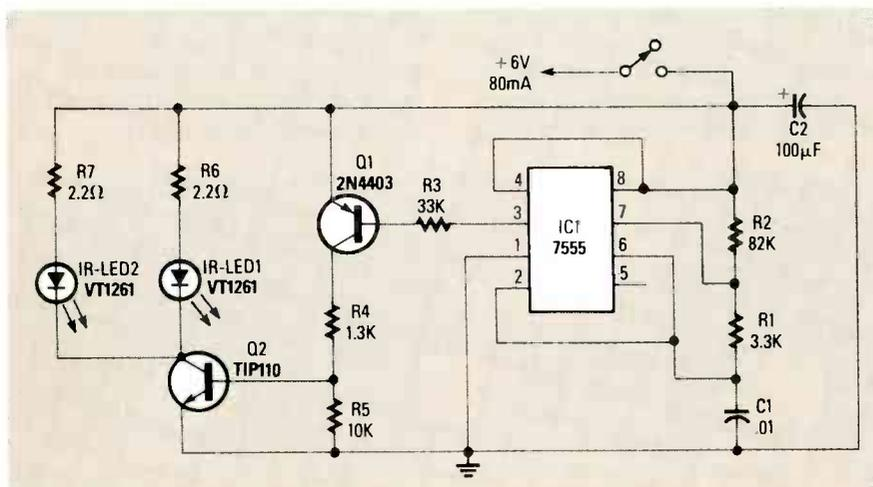 +6V
80mA
+
C2
100µF
R7
2.2Ω
R6
2.2Ω
Q1
2N4403
R3
33K
4
8
3
7
IC1
7555
1
6
2
5
R2
82K
IR-LED2
VT1261
IR-LED1
VT1261
R4
1.3K
R1
3.3K
Q2
TIP110
R5
10K
C1
.01